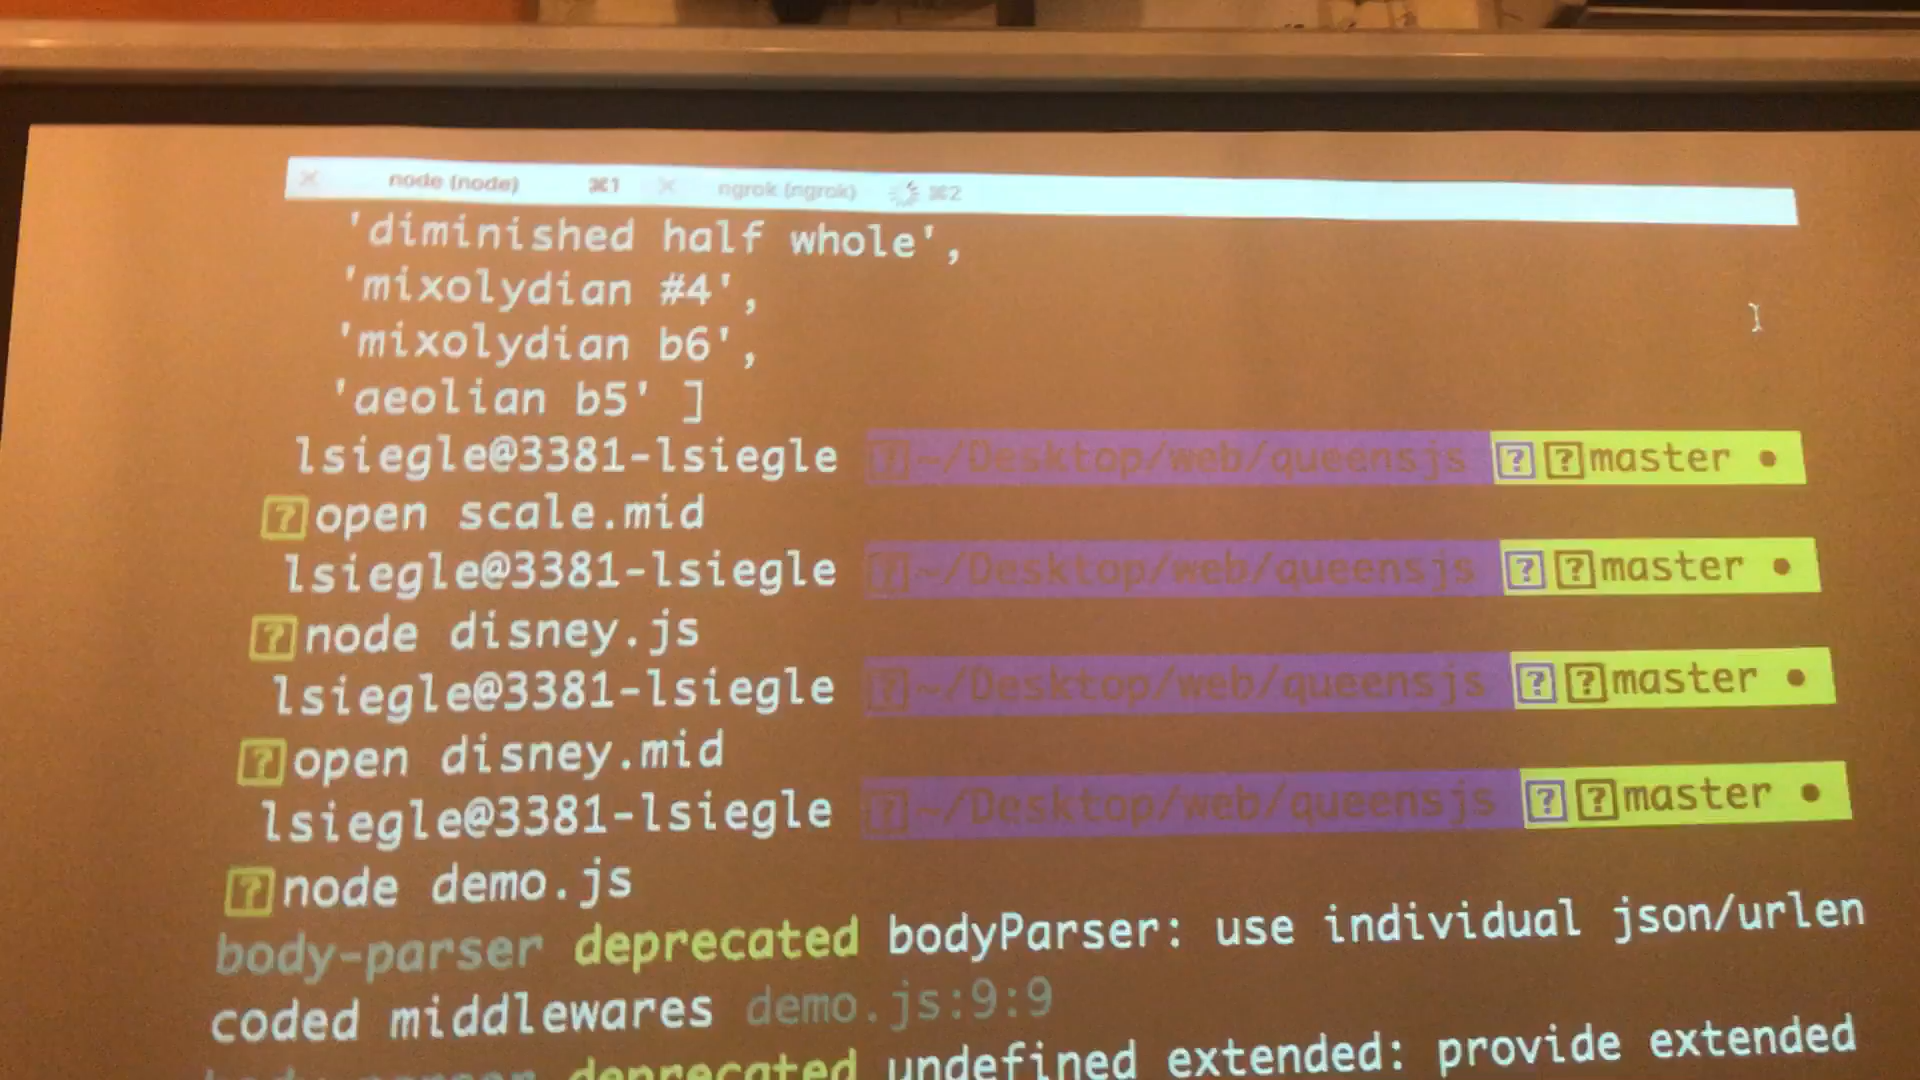 node (node) ⌘1 ngrok (ngrok) ⌘2
'diminished half whole',
'mixolydian #4',
'mixolydian b6',
'aeolian b5' ]
lsiegle@3381-lsiegle ~/Desktop/web/queensjs master
open scale.mid
lsiegle@3381-lsiegle ~/Desktop/web/queensjs master
node disney.js
lsiegle@3381-lsiegle ~/Desktop/web/queensjs master
open disney.mid
lsiegle@3381-lsiegle ~/Desktop/web/queensjs master
node demo.js
body-parser deprecated bodyParser: use individual json/urlen
coded middlewares demo.js:9:9
body-parser deprecated undefined extended: provide extended